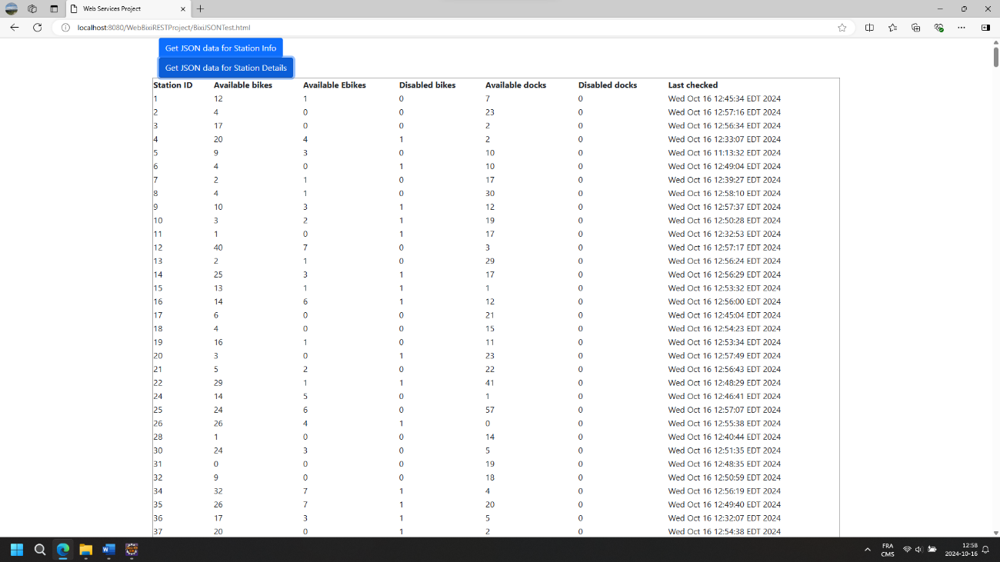 Web Services Project
localhost:8080/WebBixiRESTProject/BixiJSONTest.html
Get JSON data for Station Info
Get JSON data for Station Details
Station ID Available bikes Available Ebikes Disabled bikes Available docks Disabled docks Last checked
1 12 1 0 7 0 Wed Oct 16 12:45:34 EDT 2024
2 4 0 0 23 0 Wed Oct 16 12:57:16 EDT 2024
3 17 0 0 2 0 Wed Oct 16 12:56:34 EDT 2024
4 20 4 1 2 0 Wed Oct 16 12:33:07 EDT 2024
5 9 3 0 10 0 Wed Oct 16 11:13:32 EDT 2024
6 4 0 1 10 0 Wed Oct 16 12:49:04 EDT 2024
7 2 1 0 17 0 Wed Oct 16 12:39:27 EDT 2024
8 4 1 0 30 0 Wed Oct 16 12:58:10 EDT 2024
9 10 3 1 12 0 Wed Oct 16 12:57:37 EDT 2024
10 3 2 1 19 0 Wed Oct 16 12:50:28 EDT 2024
11 1 0 1 17 0 Wed Oct 16 12:32:53 EDT 2024
12 40 7 0 3 0 Wed Oct 16 12:57:17 EDT 2024
13 2 1 0 29 0 Wed Oct 16 12:56:24 EDT 2024
14 25 3 1 17 0 Wed Oct 16 12:56:29 EDT 2024
15 13 1 1 1 0 Wed Oct 16 12:53:32 EDT 2024
16 14 6 1 12 0 Wed Oct 16 12:56:00 EDT 2024
17 6 0 0 21 0 Wed Oct 16 12:45:04 EDT 2024
18 4 0 0 15 0 Wed Oct 16 12:54:23 EDT 2024
19 16 1 0 11 0 Wed Oct 16 12:53:34 EDT 2024
20 3 0 1 23 0 Wed Oct 16 12:57:49 EDT 2024
21 5 2 0 22 0 Wed Oct 16 12:56:43 EDT 2024
22 29 1 1 41 0 Wed Oct 16 12:48:29 EDT 2024
24 14 5 0 1 0 Wed Oct 16 12:46:41 EDT 2024
25 24 6 0 57 0 Wed Oct 16 12:57:07 EDT 2024
26 26 4 1 0 0 Wed Oct 16 12:55:38 EDT 2024
28 1 0 0 14 0 Wed Oct 16 12:40:44 EDT 2024
30 24 3 0 5 0 Wed Oct 16 12:51:35 EDT 2024
31 0 0 0 19 0 Wed Oct 16 12:48:35 EDT 2024
32 9 0 0 18 0 Wed Oct 16 12:50:59 EDT 2024
34 32 7 1 4 0 Wed Oct 16 12:56:19 EDT 2024
35 26 7 1 20 0 Wed Oct 16 12:49:40 EDT 2024
36 17 3 1 5 0 Wed Oct 16 12:32:07 EDT 2024
37 20 0 1 2 0 Wed Oct 16 12:54:38 EDT 2024
FRA
CMS
12:58
2024-10-16